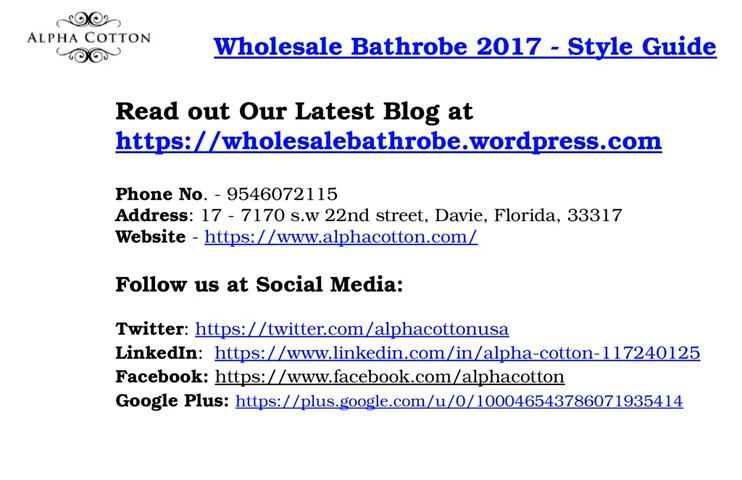 ALPHA COTTON
Wholesale Bathrobe 2017 - Style Guide
Read out Our Latest Blog at
https://wholesalebathrobe.wordpress.com
Phone No. - 9546072115
Address: 17 - 7170 s.w 22nd street, Davie, Florida, 33317
Website - https://www.alphacotton.com/
Follow us at Social Media:
Twitter: https://twitter.com/alphacottonusa
LinkedIn:  https://www.linkedin.com/in/alpha-cotton-117240125
Facebook: https://www.facebook.com/alphacotton
Google Plus: https://plus.google.com/u/0/100046543786071935414